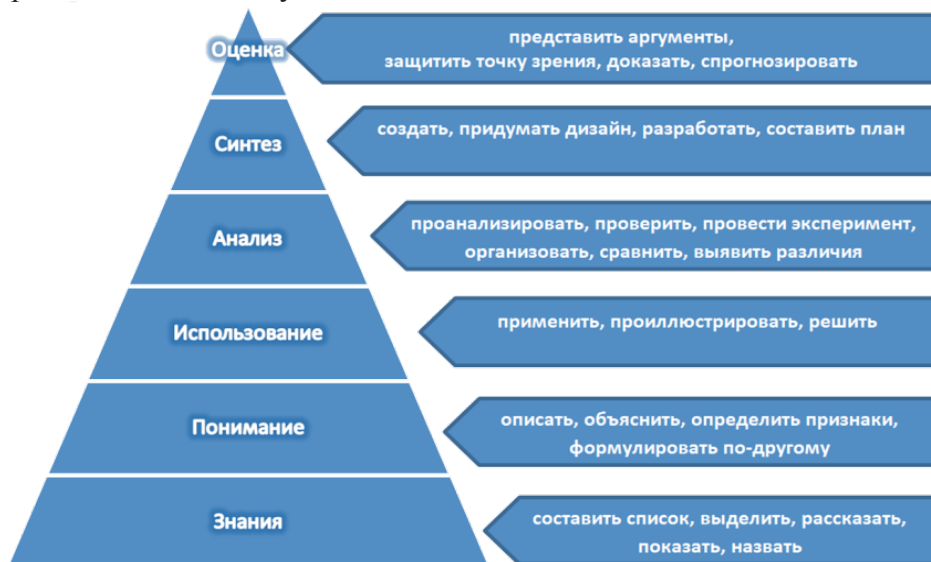 Оценка
представить аргументы,
защитить точку зрения, доказать, спрогнозировать
Синтез
создать, придумать дизайн, разработать, составить план
Анализ
проанализировать, проверить, провести эксперимент,
организовать, сравнить, выявить различия
Использование
применить, проиллюстрировать, решить
Понимание
описать, объяснить, определить признаки,
формулировать по-другому
Знания
составить список, выделить, рассказать,
показать, назвать